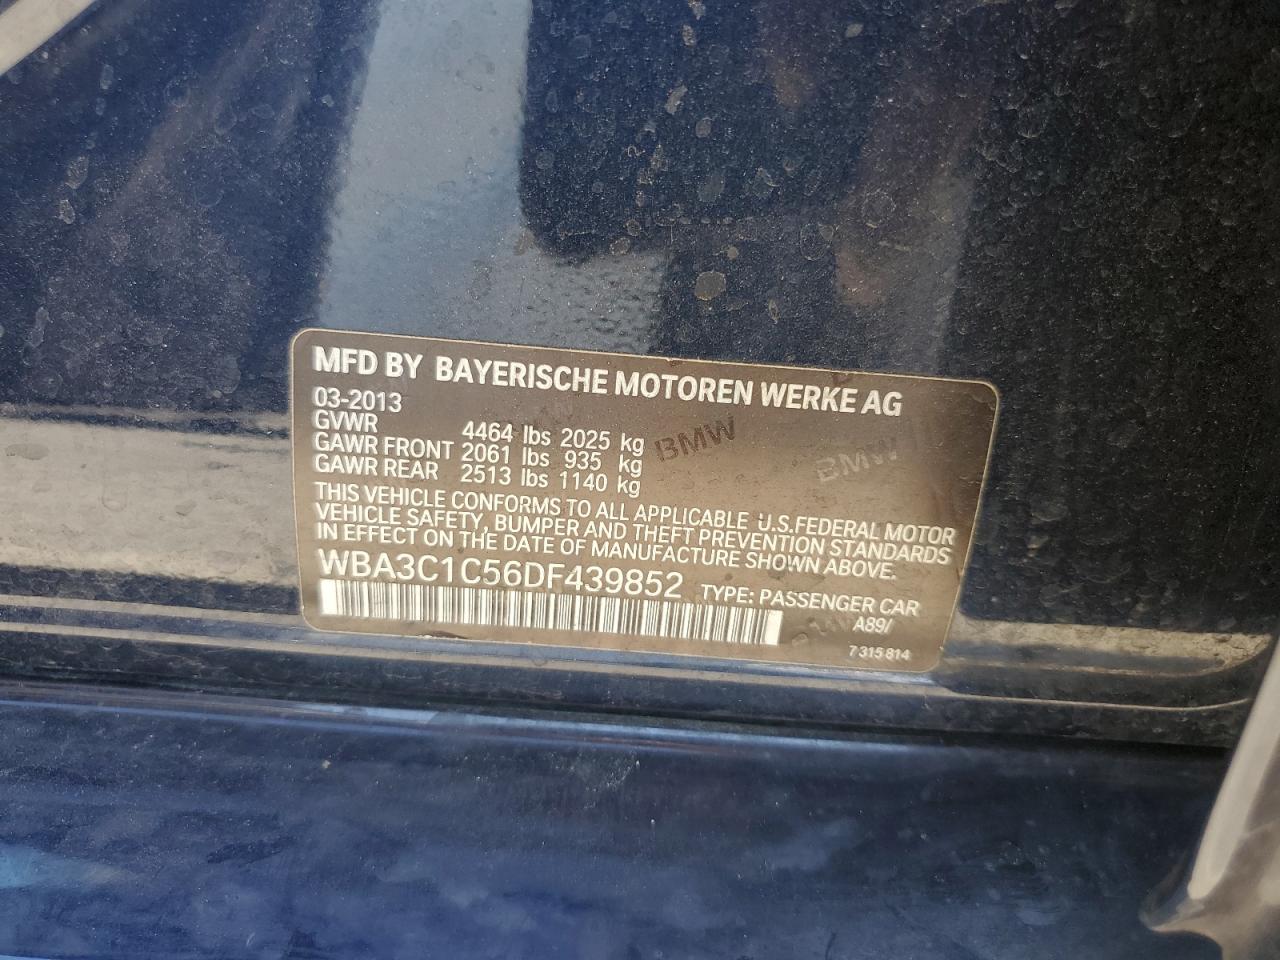 MFD BY BAYERISCHE MOTOREN WERKE AG
03-2013
GVWR 4464 lbs 2025 kg
GAWR FRONT 2061 lbs 935 kg
GAWR REAR 2513 lbs 1140 kg
THIS VEHICLE CONFORMS TO ALL APPLICABLE U.S.FEDERAL MOTOR
VEHICLE SAFETY, BUMPER AND THEFT PREVENTION STANDARDS
IN EFFECT ON THE DATE OF MANUFACTURE SHOWN ABOVE.
WBA3C1C56DF439852 TYPE: PASSENGER CAR
A89/
7 315 814
BMW
BMW